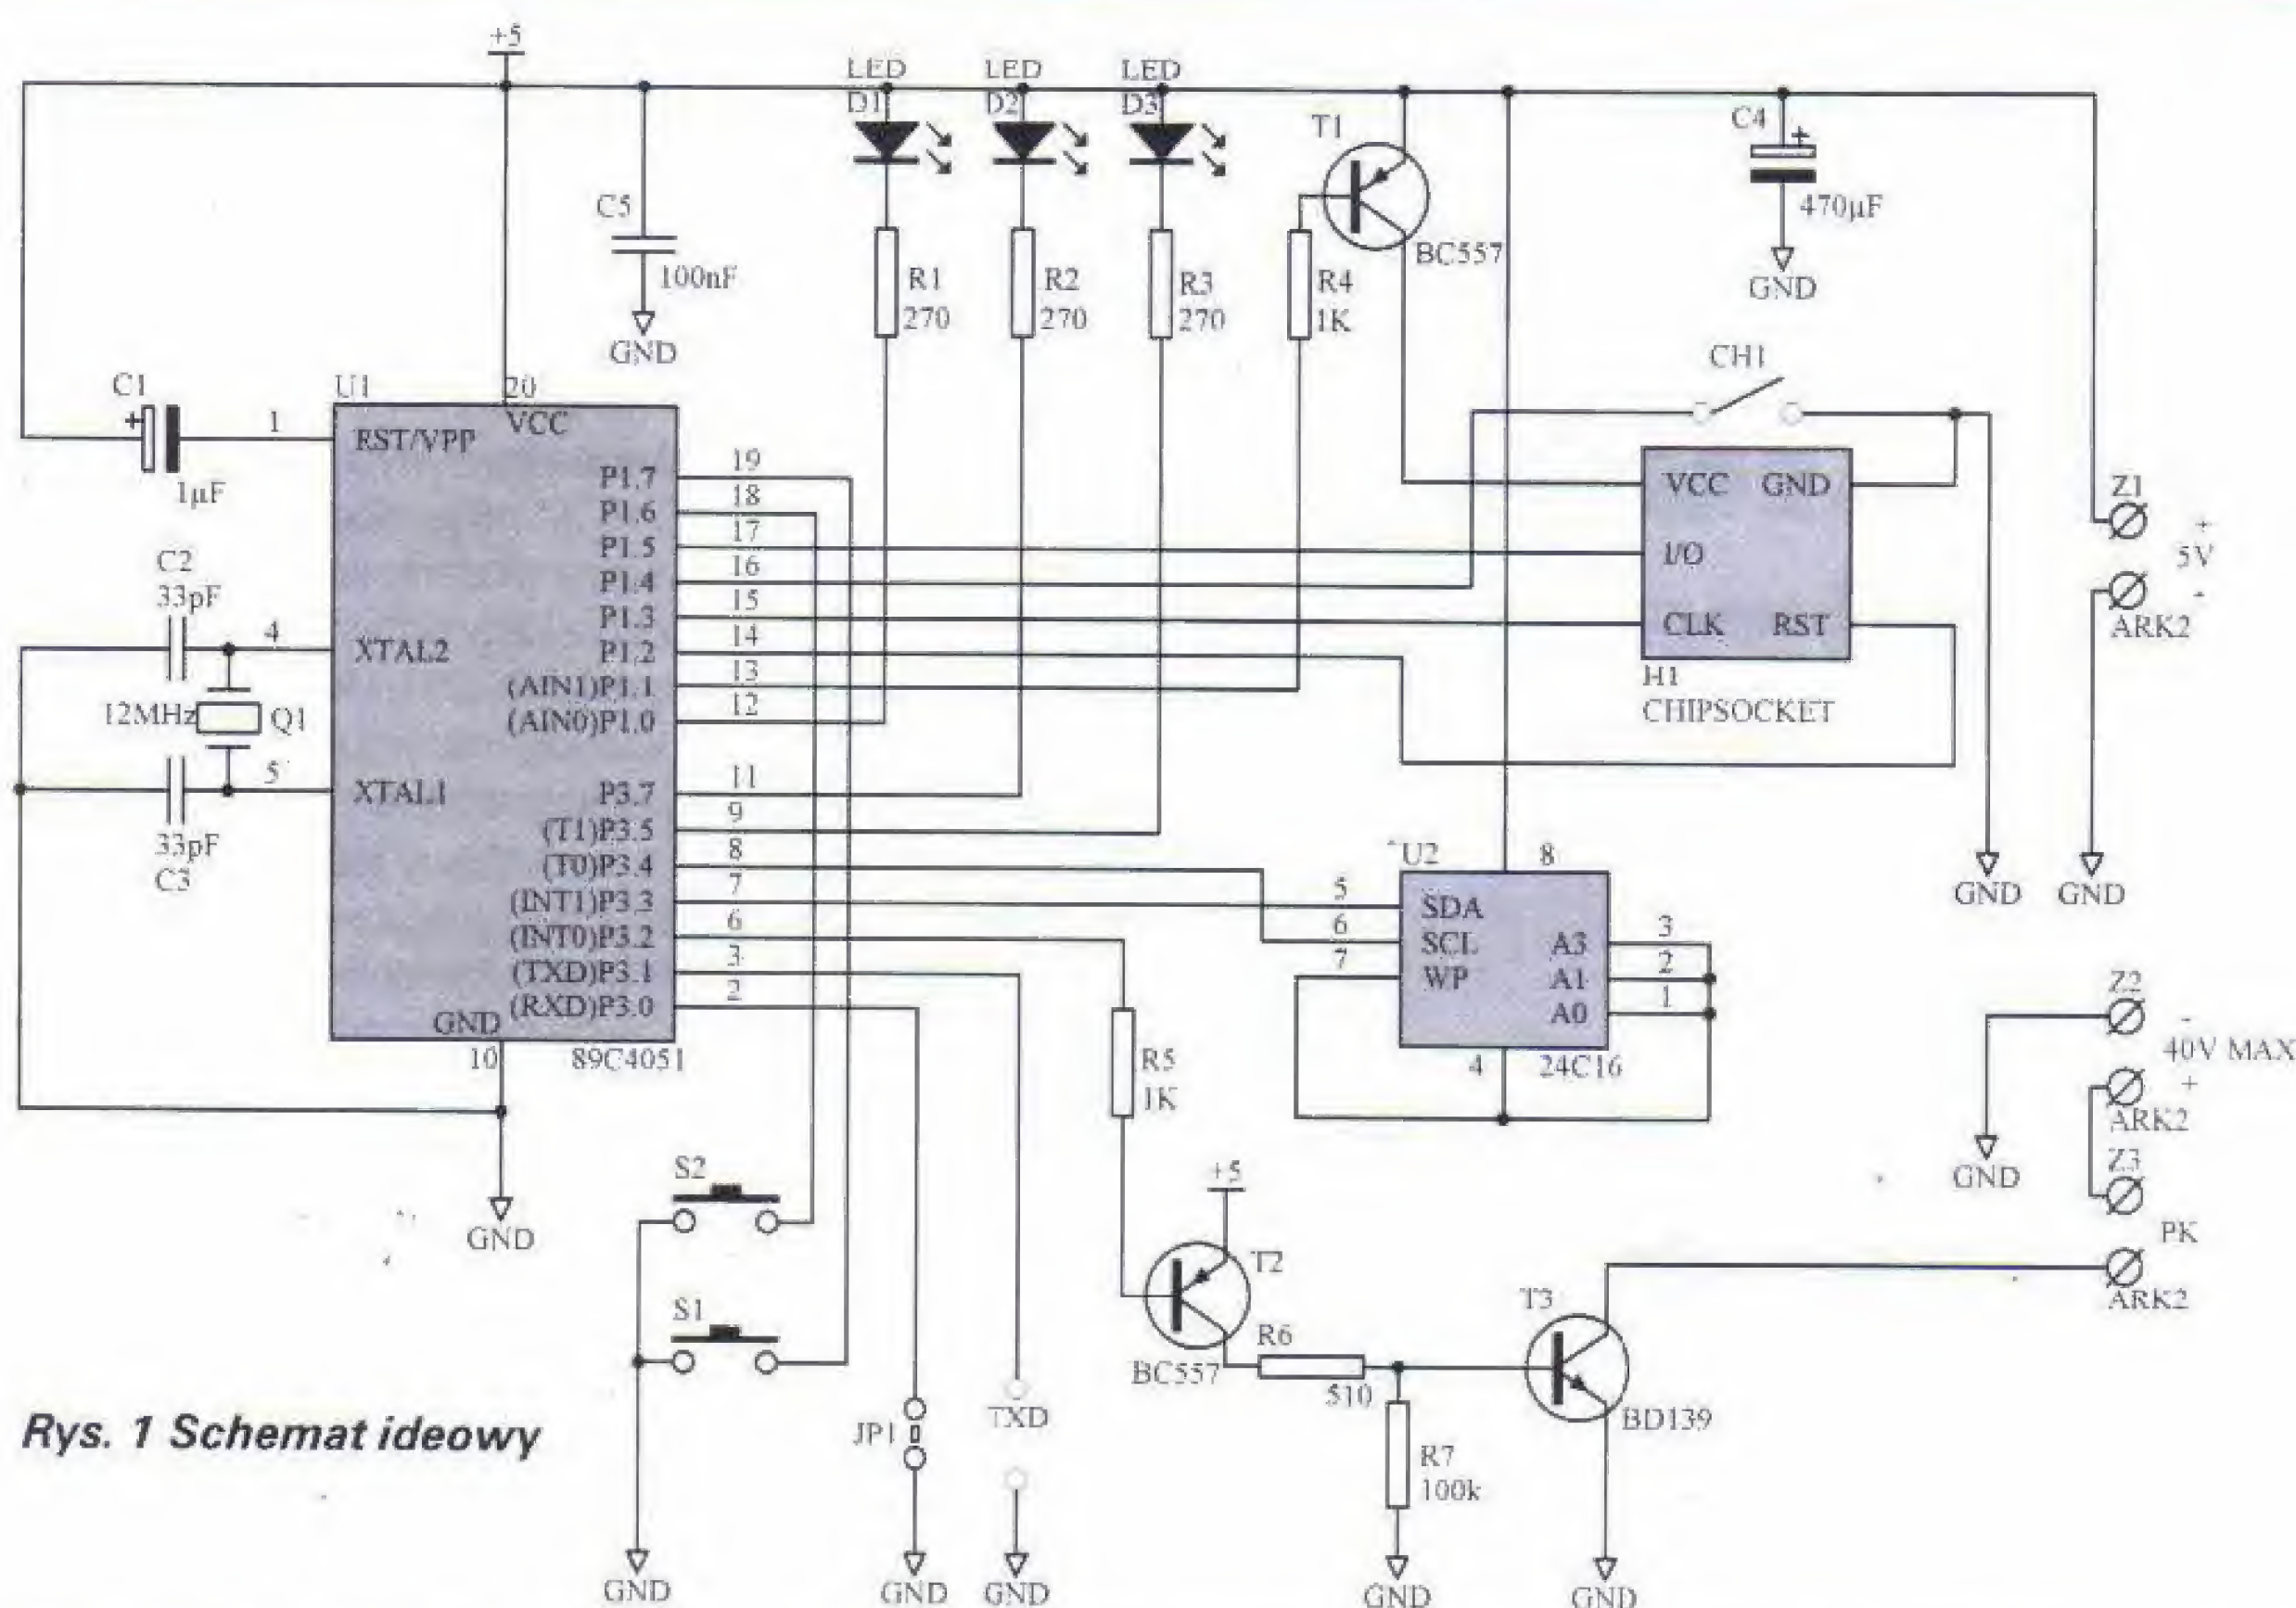 +5
LED
D1
LED
D2
LED
D3
T1
BC557
C4
+
470µF
GND
C5
100nF
GND
R1
270
R2
270
R3
270
R4
1K
CH1
C1
+
1µF
1
U1
20
VCC
RST/VPP
P1.7
19
P1.6
18
P1.5
17
P1.4
16
P1.3
15
P1.2
14
(AIN1)P1.1
13
(AIN0)P1.0
12
P3.7
11
(T1)P3.5
9
(T0)P3.4
8
(INT1)P3.3
7
(INT0)P3.2
6
(TXD)P3.1
3
(RXD)P3.0
2
GND
10
89C4051
C2
33pF
4
XTAL2
12MHz
Q1
5
XTAL1
33pF
C3
GND
VCC GND
I/O
CLK RST
H1
CHIPSOCKET
Z1
+
5V
-
ARK2
GND
GND
U2
8
5
SDA
6
SCL
7
WP
A3
3
A1
2
A0
1
4
24C16
Z2
-
40V MAX
+
ARK2
Z3
PK
ARK2
GND
R5
1K
+5
T2
BC557
R6
510
T3
BD139
R7
100k
GND
GND
S2
S1
GND
JP1
GND
TXD
GND
Rys. 1 Schemat ideowy